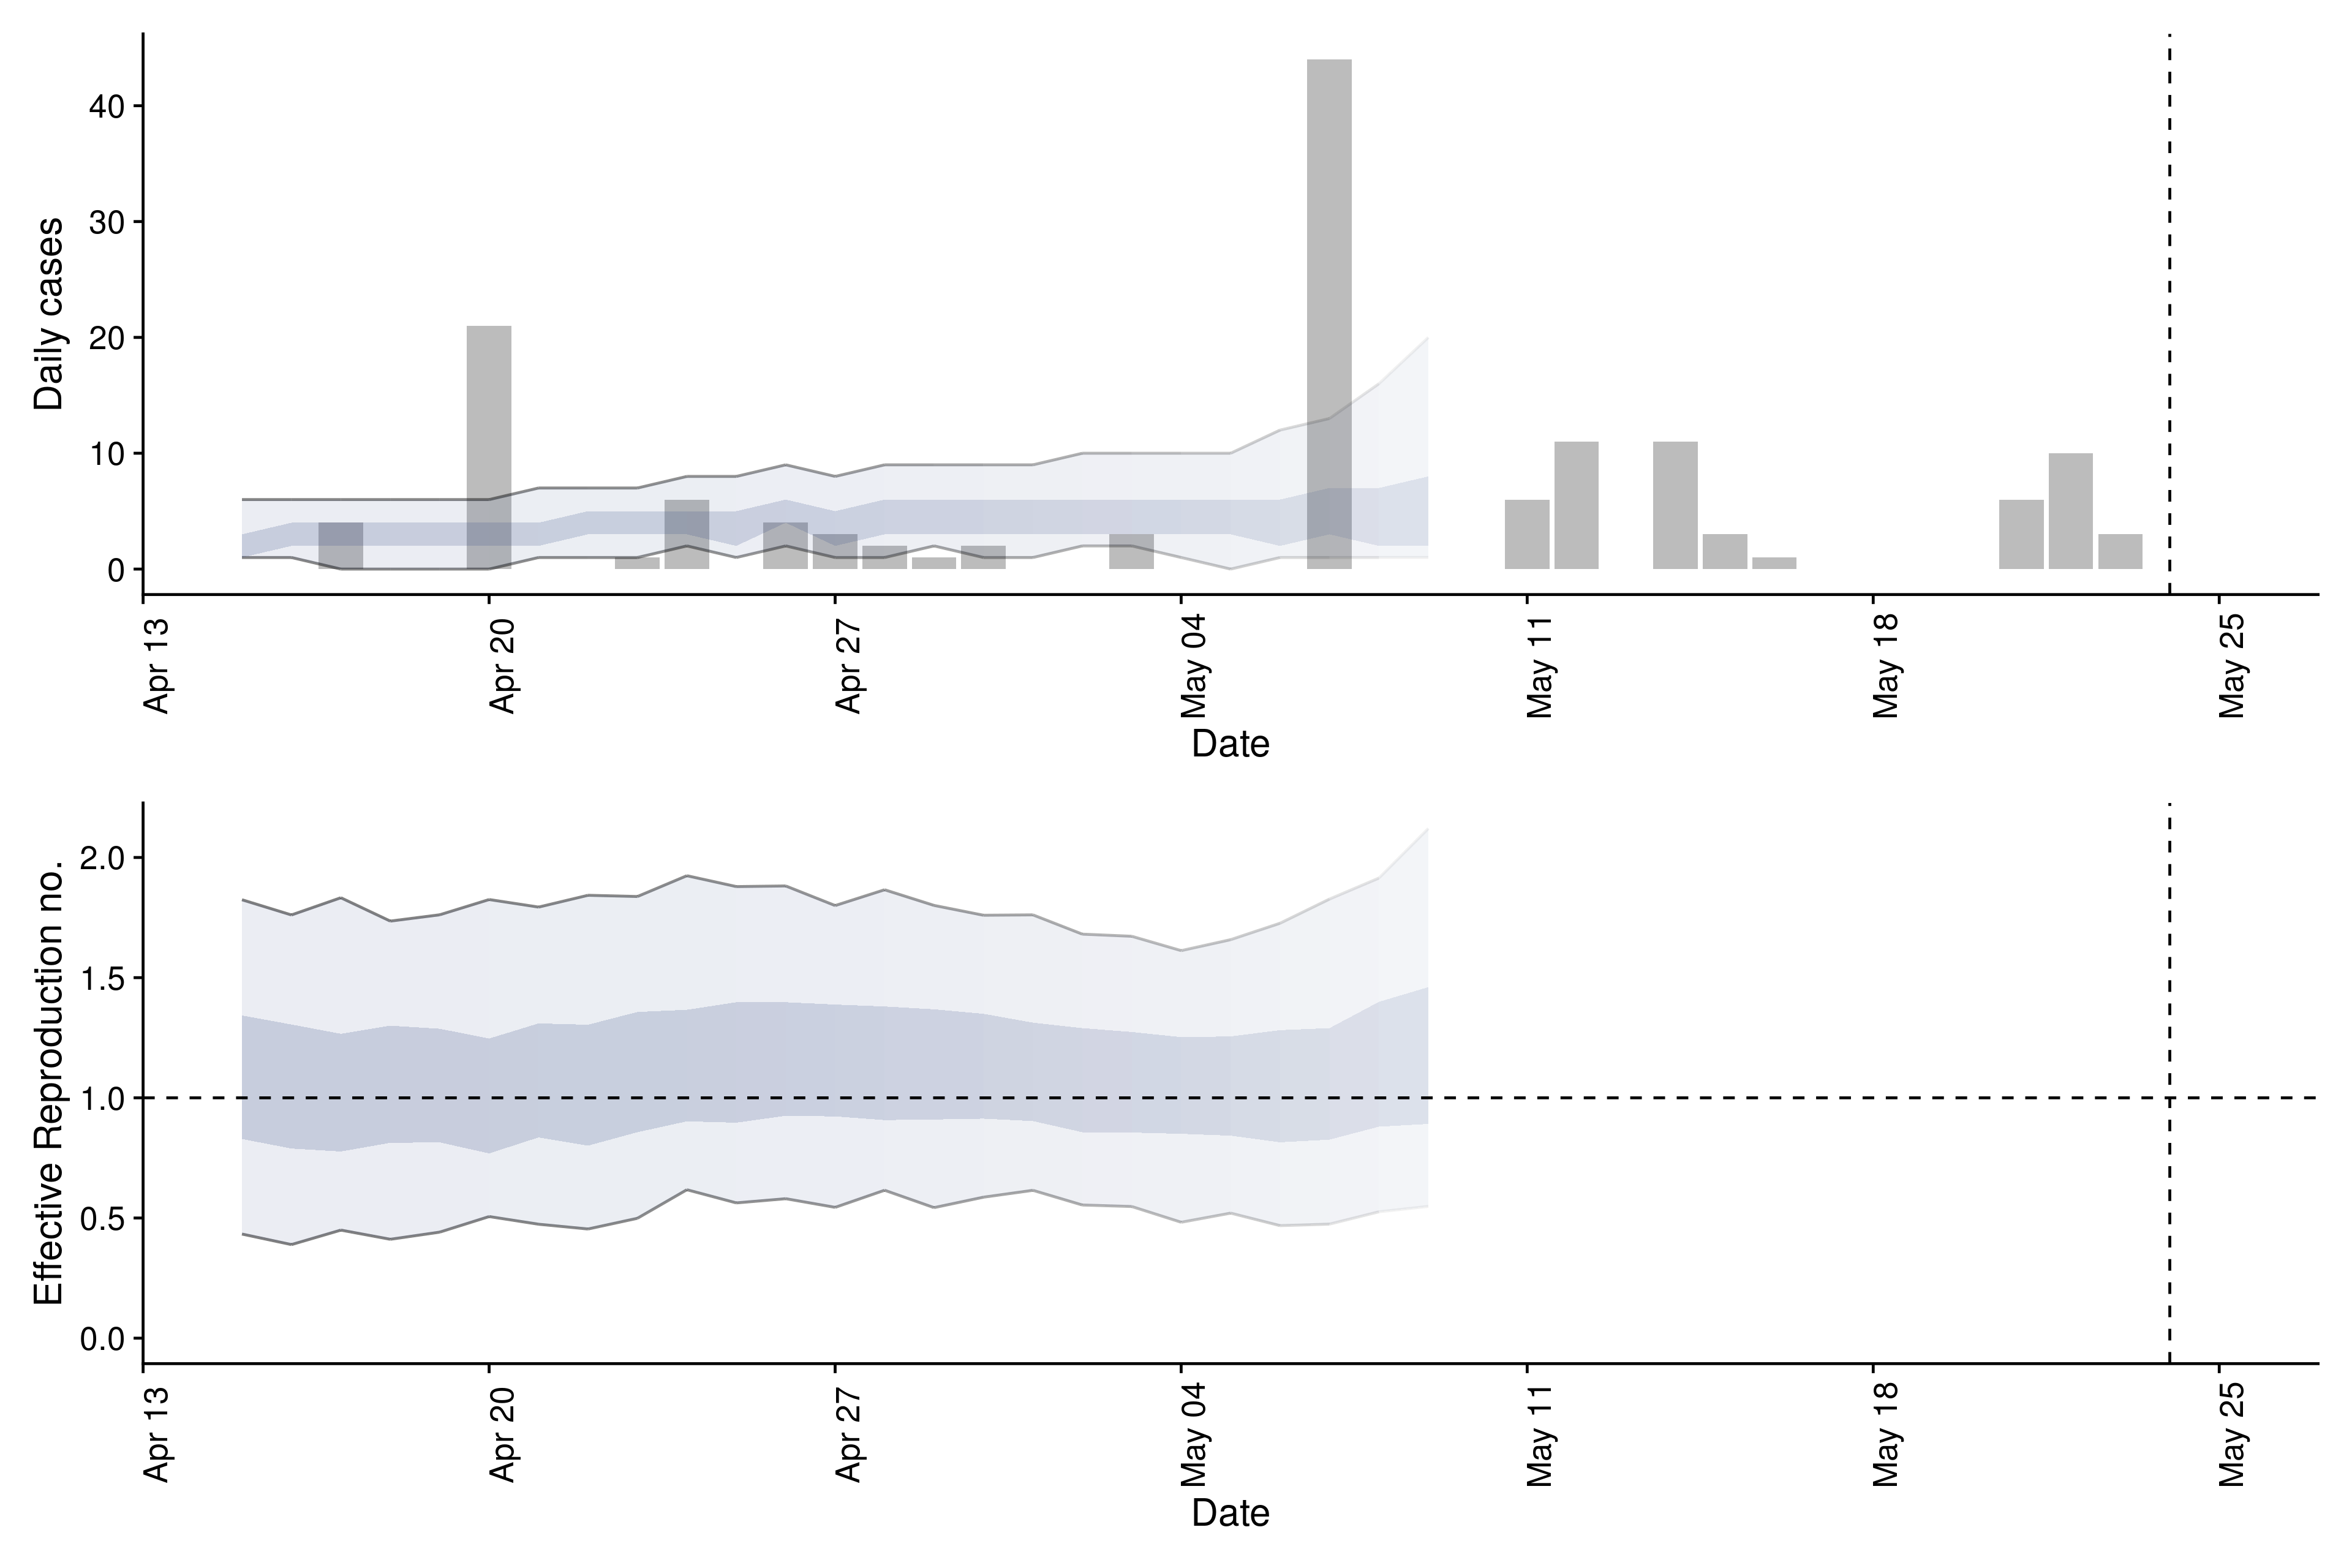 Daily cases
40
30
20
10
0
Apr 13
Apr 20
Apr 27
May 04
May 11
May 18
May 25
Date
Effective Reproduction no.
2.0
1.5
1.0
0.5
0.0
Apr 13
Apr 20
Apr 27
May 04
May 11
May 18
May 25
Date